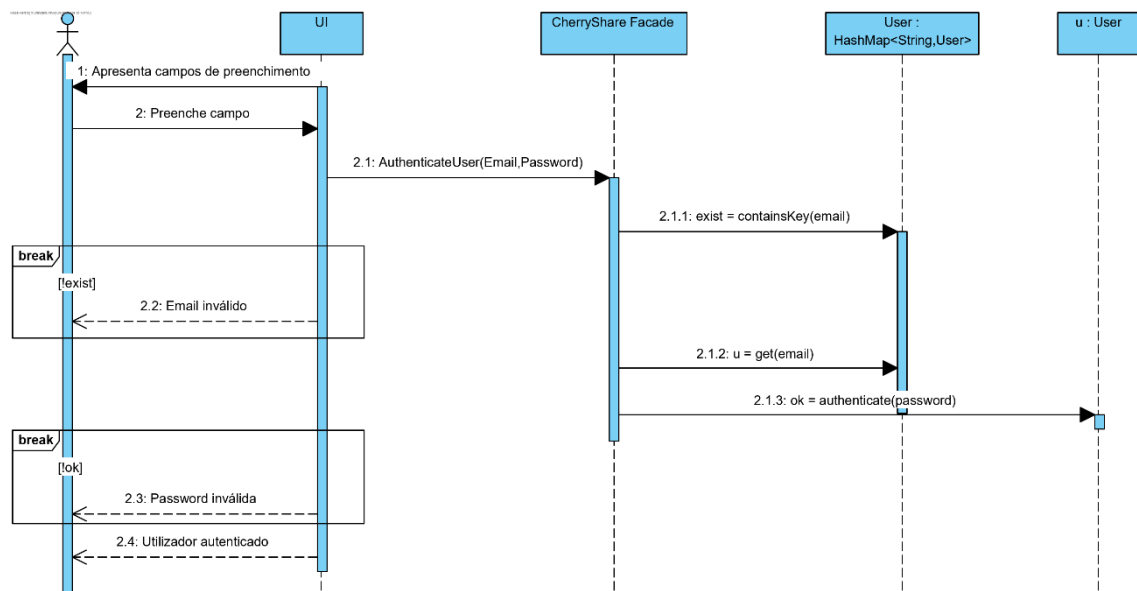 UI
CherryShare Facade
User :
HashMap<String,User>
u : User
1: Apresenta campos de preenchimento
2: Preenche campo
2.1: AuthenticateUser(Email,Password)
2.1.1: exist = containsKey(email)
break
[!exist]
2.2: Email inválido
2.1.2: u = get(email)
2.1.3: ok = authenticate(password)
break
[!ok]
2.3: Password inválida
2.4: Utilizador autenticado